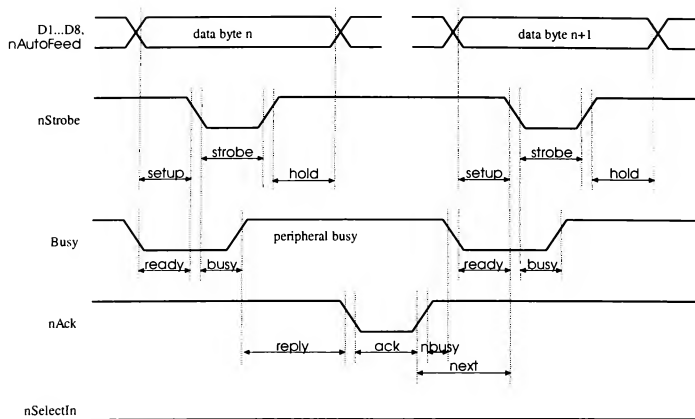 D1...D8,
nAutoFeed
data byte n
data byte n+1
nStrobe
strobe
strobe
setup
hold
setup
hold
Busy
peripheral busy
ready
busy
ready
busy
nAck
reply
ack
nbusy
next
nSelectIn